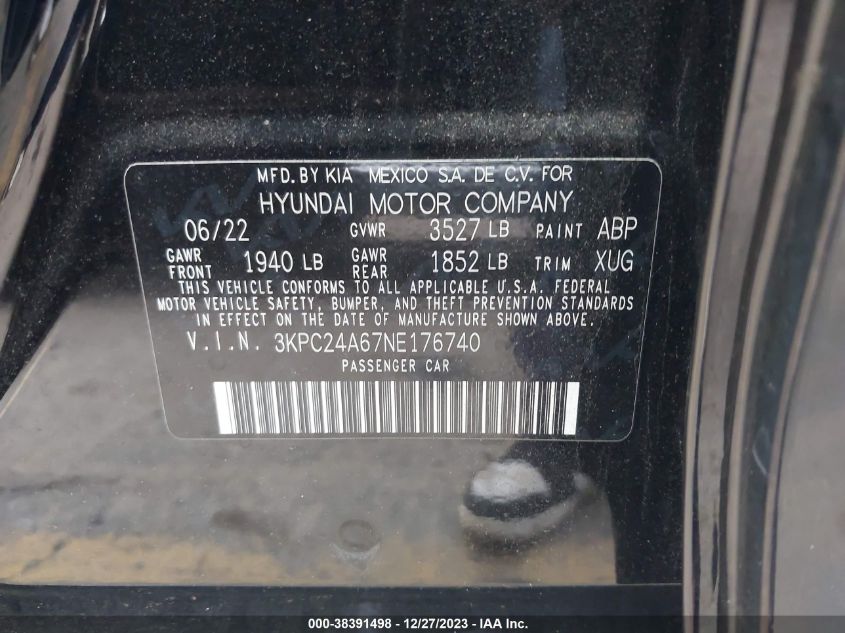 MFD. BY KIA MEXICO S.A. DE C.V. FOR
HYUNDAI MOTOR COMPANY
06/22 GVWR 3527 LB PAINT ABP
GAWR FRONT 1940 LB GAWR REAR 1852 LB TRIM XUG
THIS VEHICLE CONFORMS TO ALL APPLICABLE U.S.A. FEDERAL
MOTOR VEHICLE SAFETY, BUMPER, AND THEFT PREVENTION STANDARDS
IN EFFECT ON THE DATE OF MANUFACTURE SHOWN ABOVE.
V.I.N. 3KPC24A67NE176740
PASSENGER CAR
000-38391498 - 12/27/2023 - IAA Inc.